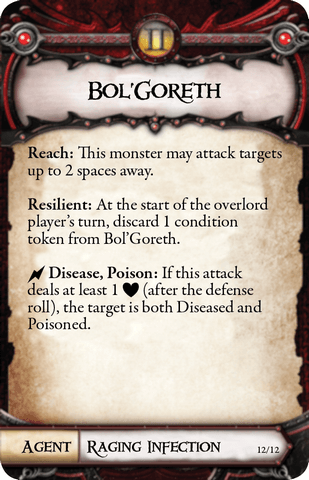 II
BOL'GORETH
Reach: This monster may attack targets
up to 2 spaces away.
Resilient: At the start of the overlord
player's turn, discard 1 condition
token from Bol'Goreth.
Disease, Poison: If this attack
deals at least 1 ♥ (after the defense
roll), the target is both Diseased and
Poisoned.
AGENT RAGING INFECTION 12/12